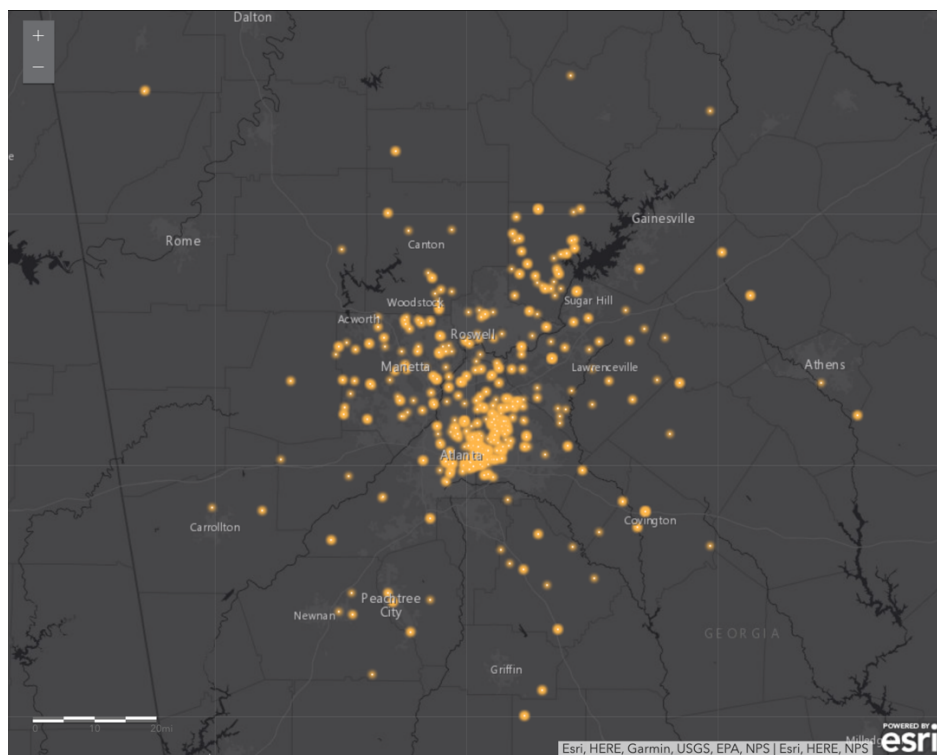 Dalton
+
−
e
Gainesville
Rome
Canton
Sugar Hill
Woodstock
Acworth
Roswell
Marietta
Lawrenceville
Athens
Atlanta
Covington
Carrollton
Peachtree
City
Newnan
GEORGIA
Griffin
0 10 20mi
POWERED BY
esri
Esri, HERE, Garmin, USGS, EPA, NPS | Esri, HERE, NPS